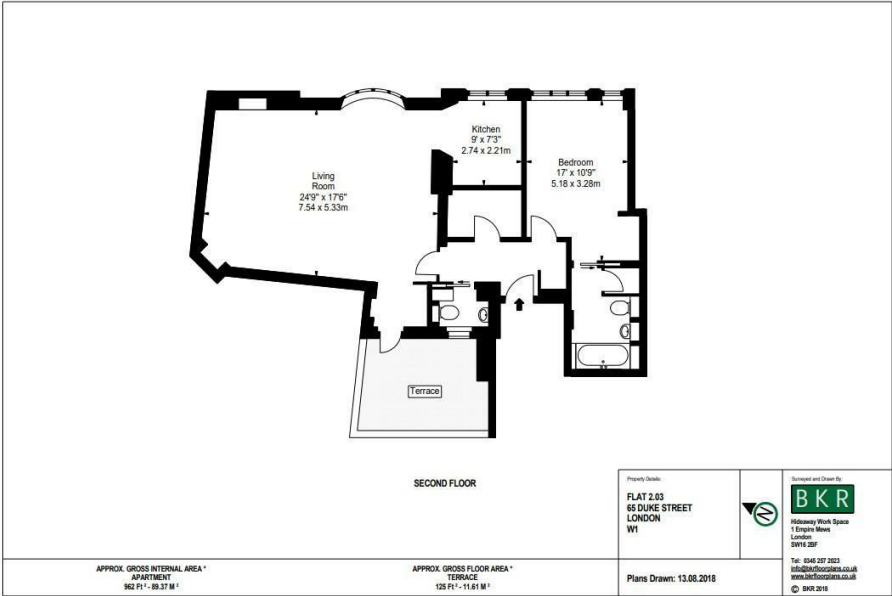 Kitchen
9' x 7'3"
2.74 x 2.21m
Bedroom
17' x 10'9"
5.18 x 3.28m
Living
Room
24'9" x 17'6"
7.54 x 5.33m
Terrace
SECOND FLOOR
Property Details:
FLAT 2.03
65 DUKE STREET
LONDON
W1
N
Surveyed and Drawn By:
BKR
Hideaway Work Space
1 Empire Mews
London
SW16 2BF
Tel: 0345 257 2023
info@bkrfloorplans.co.uk
www.bkrfloorplans.co.uk
© BKR 2018
APPROX. GROSS INTERNAL AREA *
APARTMENT
962 Ft² - 89.37 M²
APPROX. GROSS FLOOR AREA *
TERRACE
125 Ft² - 11.61 M²
Plans Drawn: 13.08.2018